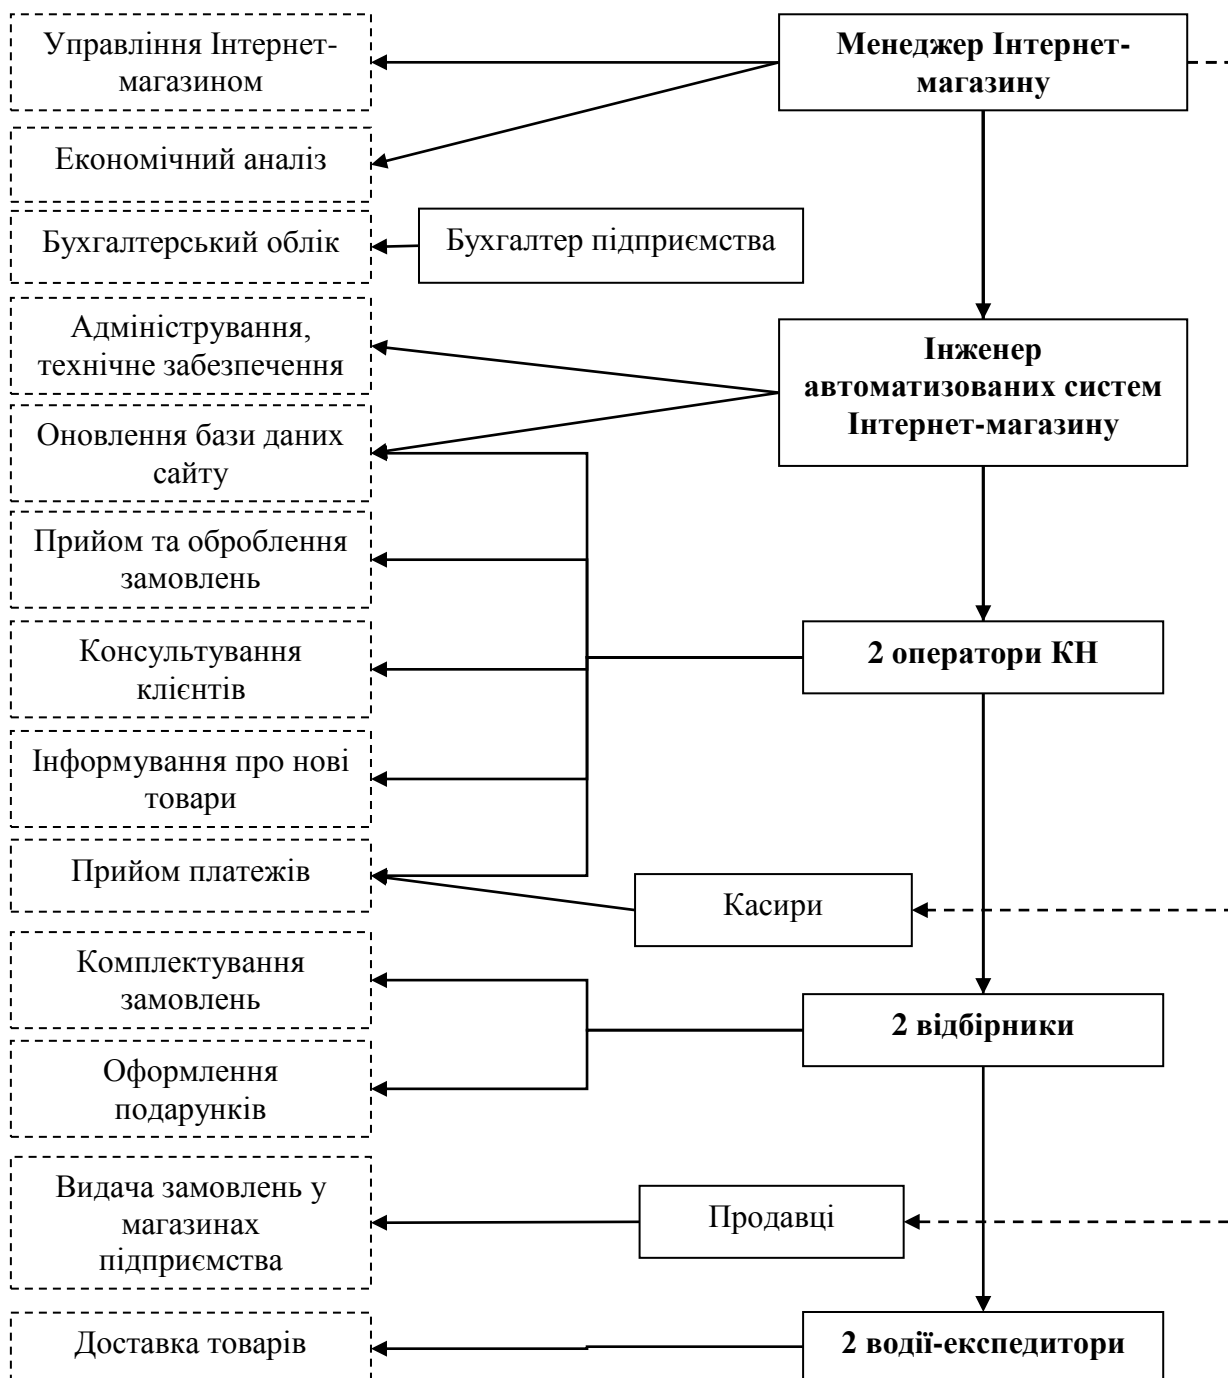 Управління Інтернет-
магазином
Менеджер Інтернет-
магазину
Економічний аналіз
Бухгалтерський облік
Бухгалтер підприємства
Адміністрування,
технічне забезпечення
Інженер
автоматизованих систем
Інтернет-магазину
Оновлення бази даних
сайту
Прийом та оброблення
замовлень
Консультування
клієнтів
2 оператори КН
Інформування про нові
товари
Прийом платежів
Касири
Комплектування
замовлень
2 відбірники
Оформлення
подарунків
Видача замовлень у
магазинах
підприємства
Продавці
Доставка товарів
2 водії-експедитори